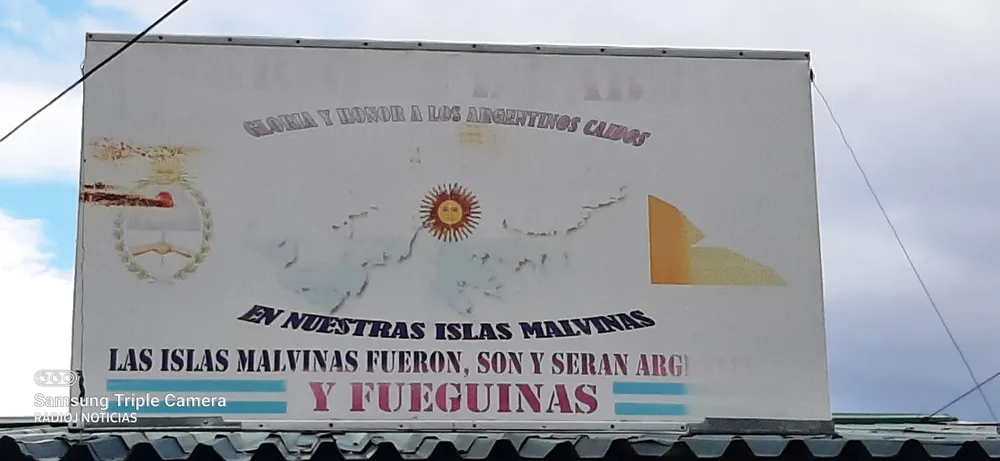 GLORIA Y HONOR A LOS ARGENTINOS CAIDOS
EN NUESTRAS ISLAS MALVINAS
LAS ISLAS MALVINAS FUERON, SON Y SERAN
Y FUEGUINAS
Samsung Triple Camera
RADIOJ NOTICIAS